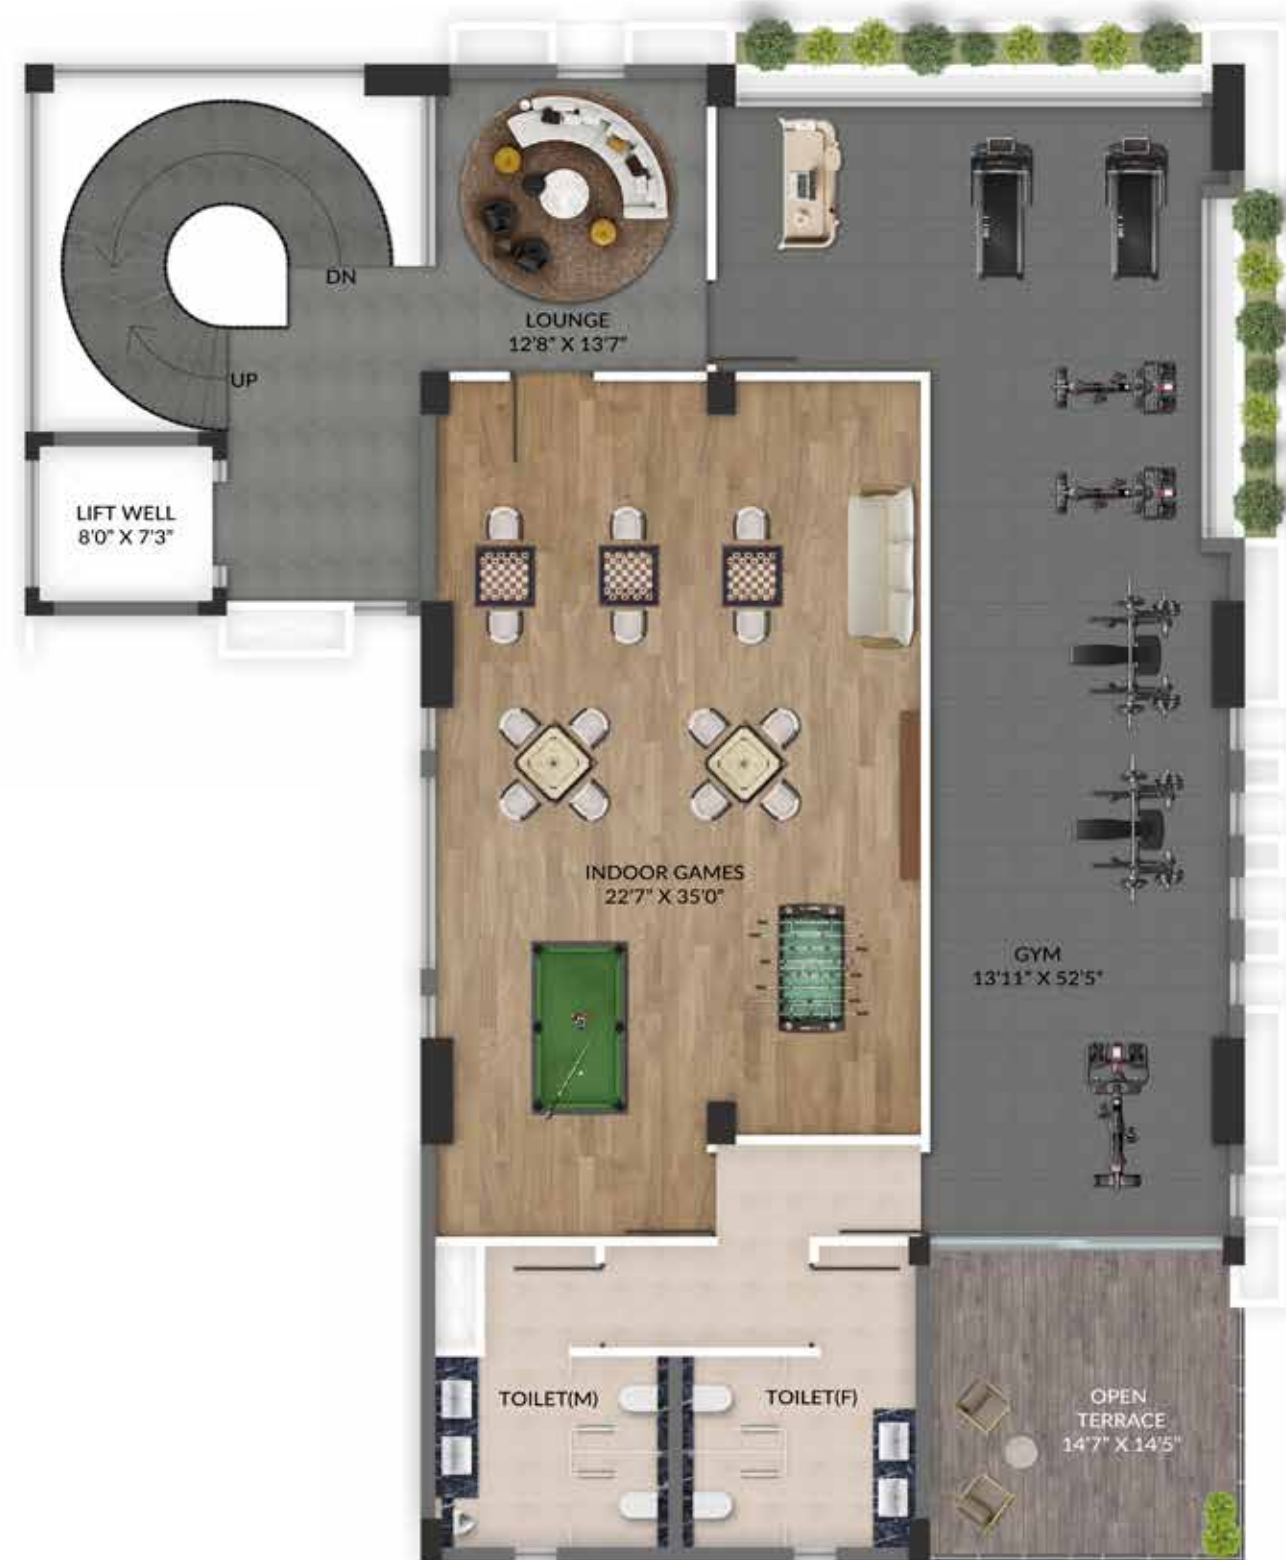 DN
LOUNGE
12'8" X 13'7"
UP
LIFT WELL
8'0" X 7'3"
INDOOR GAMES
22'7" X 35'0"
GYM
13'11" X 52'5"
TOILET(M)
TOILET(F)
OPEN
TERRACE
14'7" X 14'5"